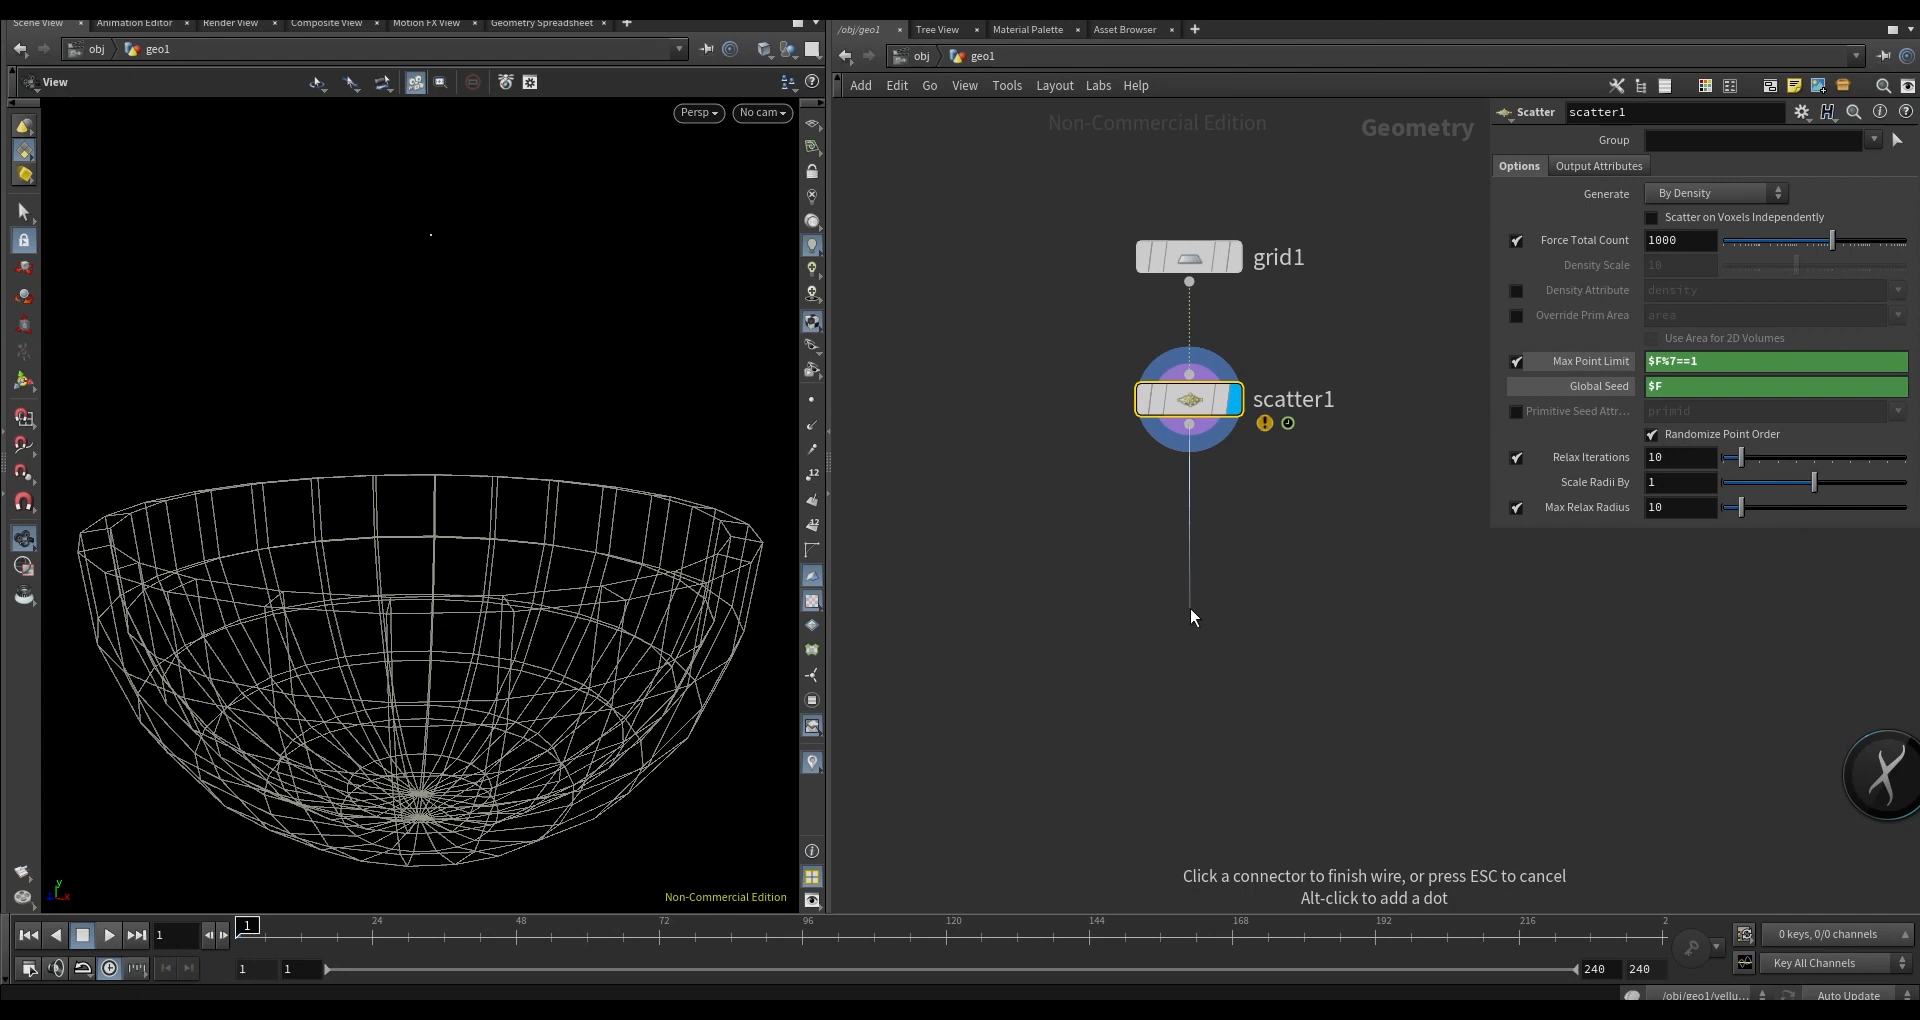 Scene View × Animation Editor × Render View × Composite View × Motion FX View × Geometry Spreadsheet × +
/obj/geo1 × Tree View × Material Palette × Asset Browser × +
obj geo1
obj geo1
View
Add Edit Go View Tools Layout Labs Help
Persp No cam
Non-Commercial Edition
Geometry
Scatter scatter1
Group
Options Output Attributes
Generate By Density
Scatter on Voxels Independently
Force Total Count 1000
Density Scale 10
Density Attribute density
Override Prim Area area
Use Area for 2D Volumes
Max Point Limit $F%7==1
Global Seed $F
Primitive Seed Attr... primid
Randomize Point Order
Relax Iterations 10
Scale Radii By 1
Max Relax Radius 10
grid1
scatter1
12
12
y
x
Non-Commercial Edition
Click a connector to finish wire, or press ESC to cancel
Alt-click to add a dot
1 1 24 48 72 96 120 144 168 192 216 2
0 keys, 0/0 channels
1 1 240 240
Key All Channels
/obj/geo1/vellu... Auto Update